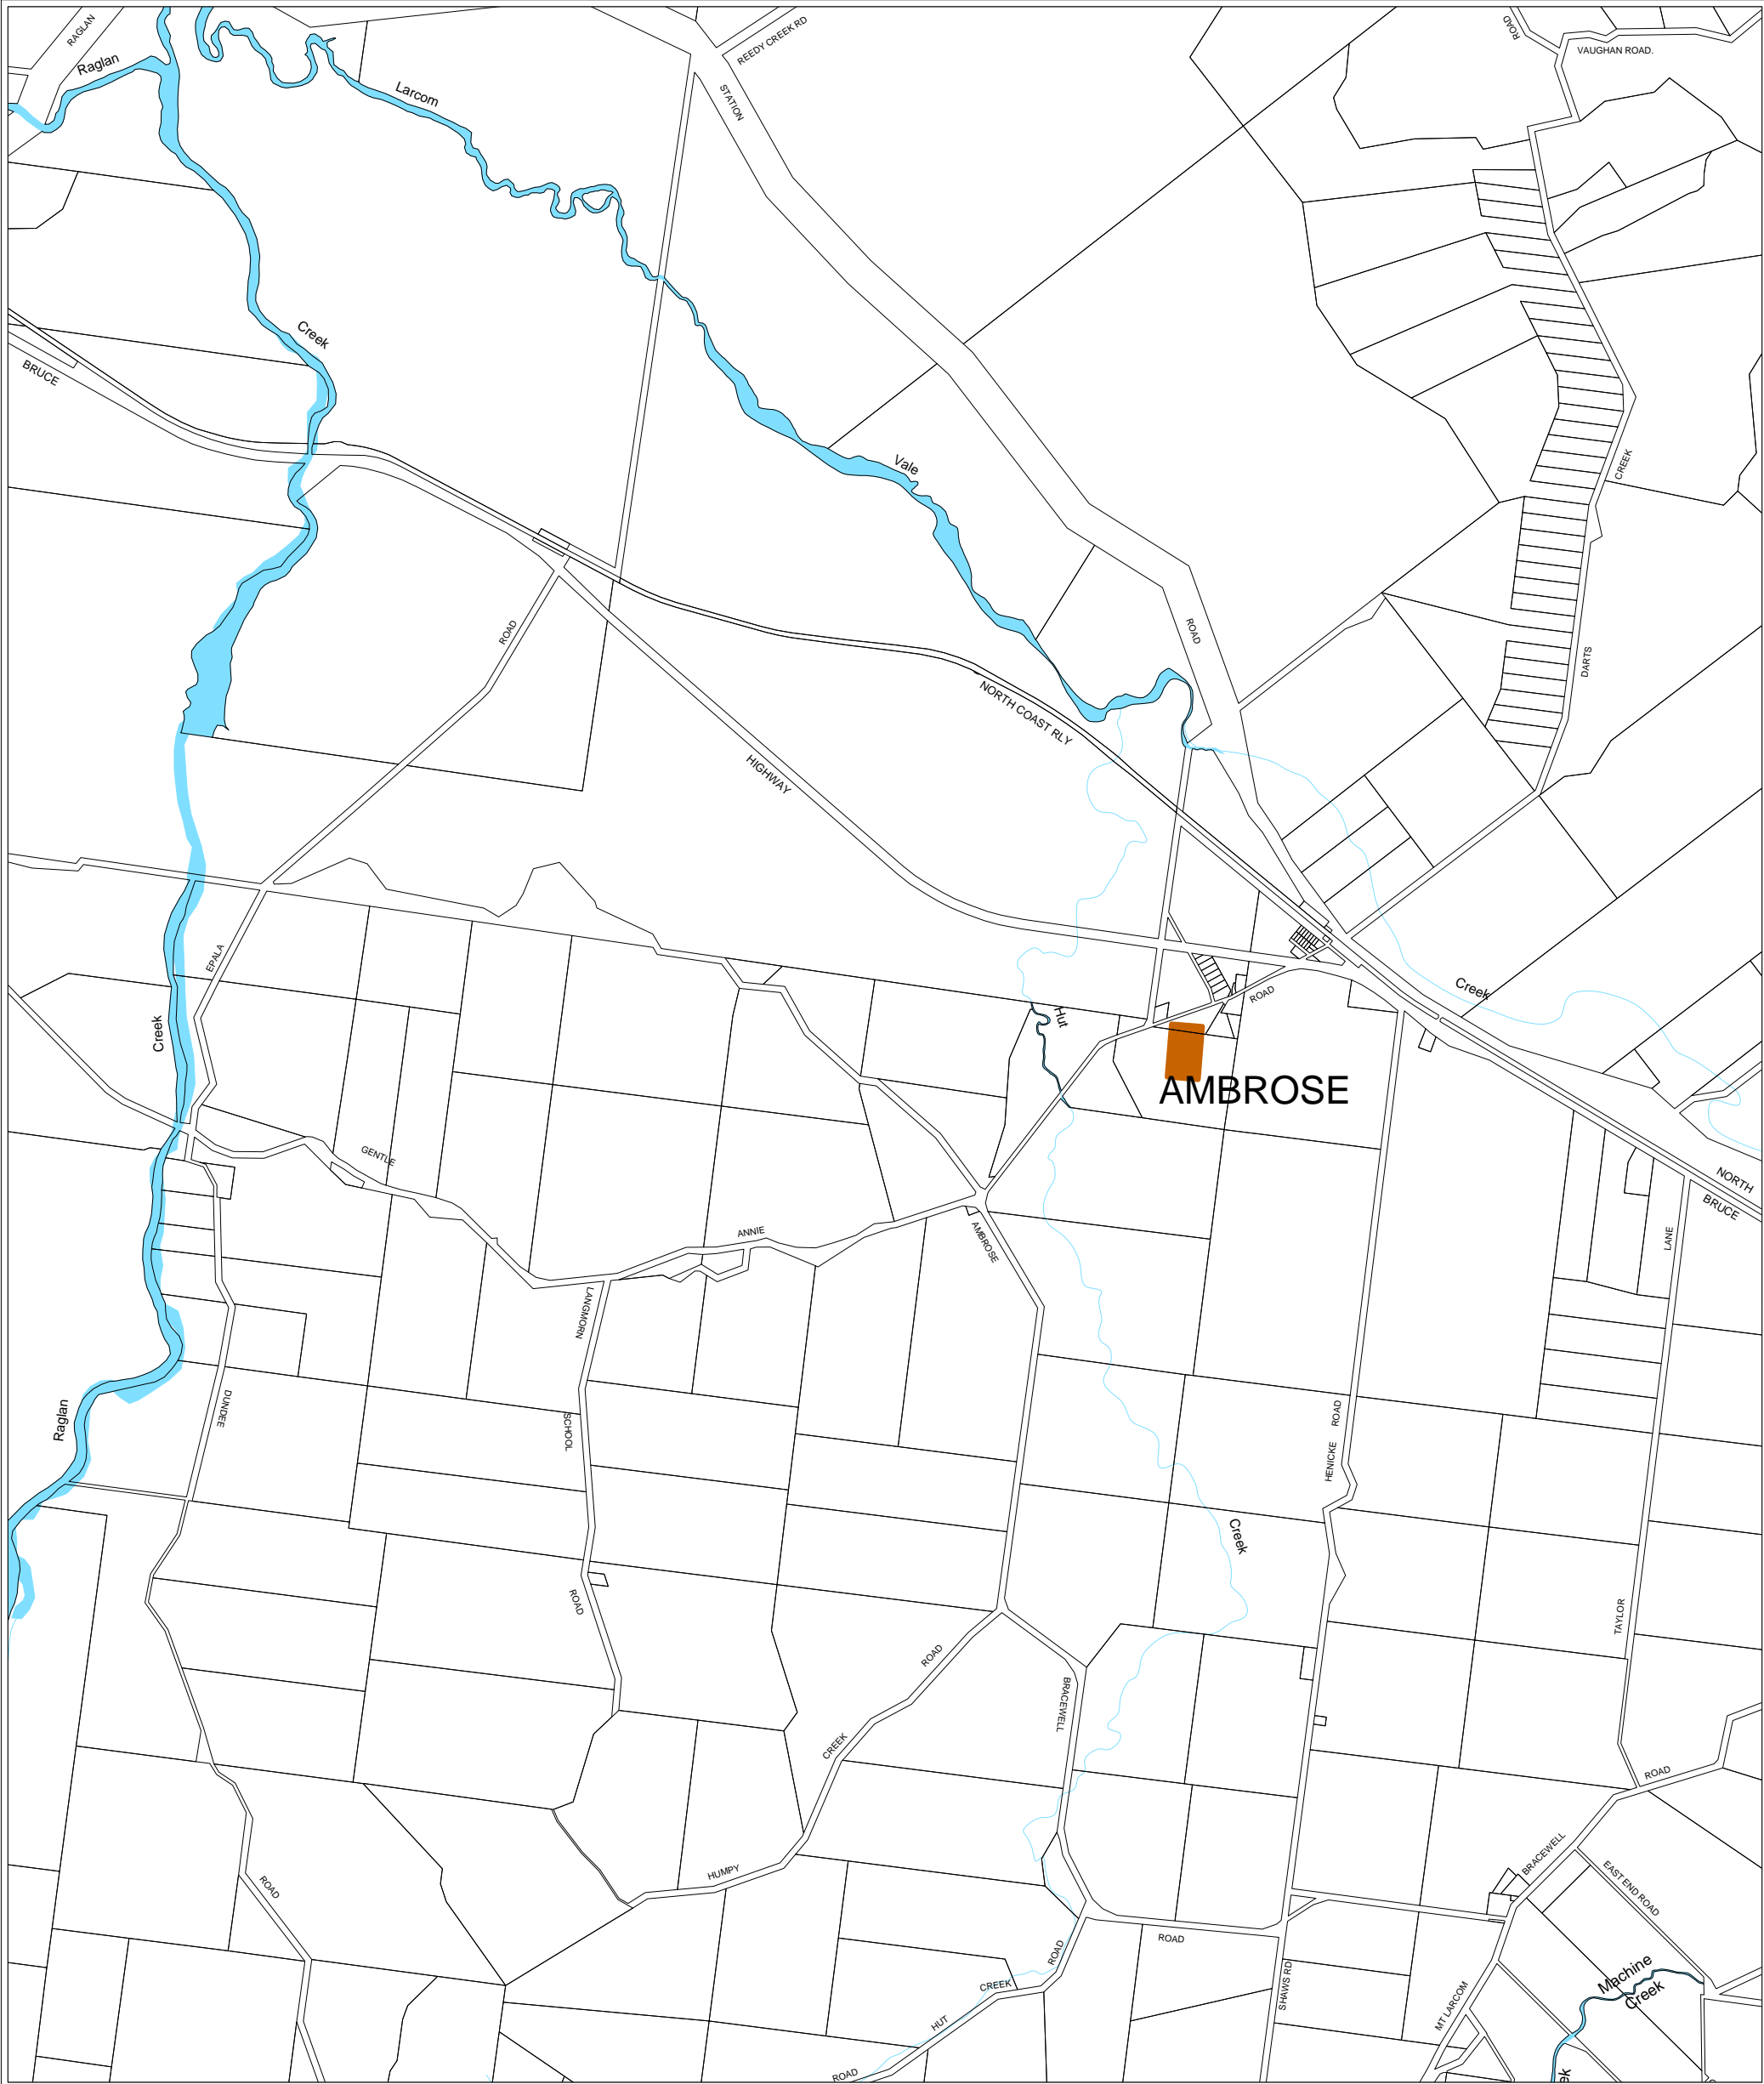 RAGLAN
Raglan
REEDY CREEK RD
ROAD
VAUGHAN ROAD.
Larcom
STATION
Creek
BRUCE
Vale
CREEK
ROAD
ROAD
DARTS
NORTH COAST RLY
HIGHWAY
EPALA
Creek
Hut
ROAD
Creek
AMBROSE
GENTLE
ANNIE
AMBROSE
NORTH
BRUCE
LANE
LANGMORN
DUNDEE
Raglan
SCHOOL
HENICKE ROAD
Creek
ROAD
TAYLOR
ROAD
BRACEWELL
CREEK
ROAD
HUMPY
BRACEWELL
EAST END ROAD
ROAD
ROAD
ROAD
CREEK
SHAWS RD
Machine
Creek
MT LARCOM
HUT
ROAD